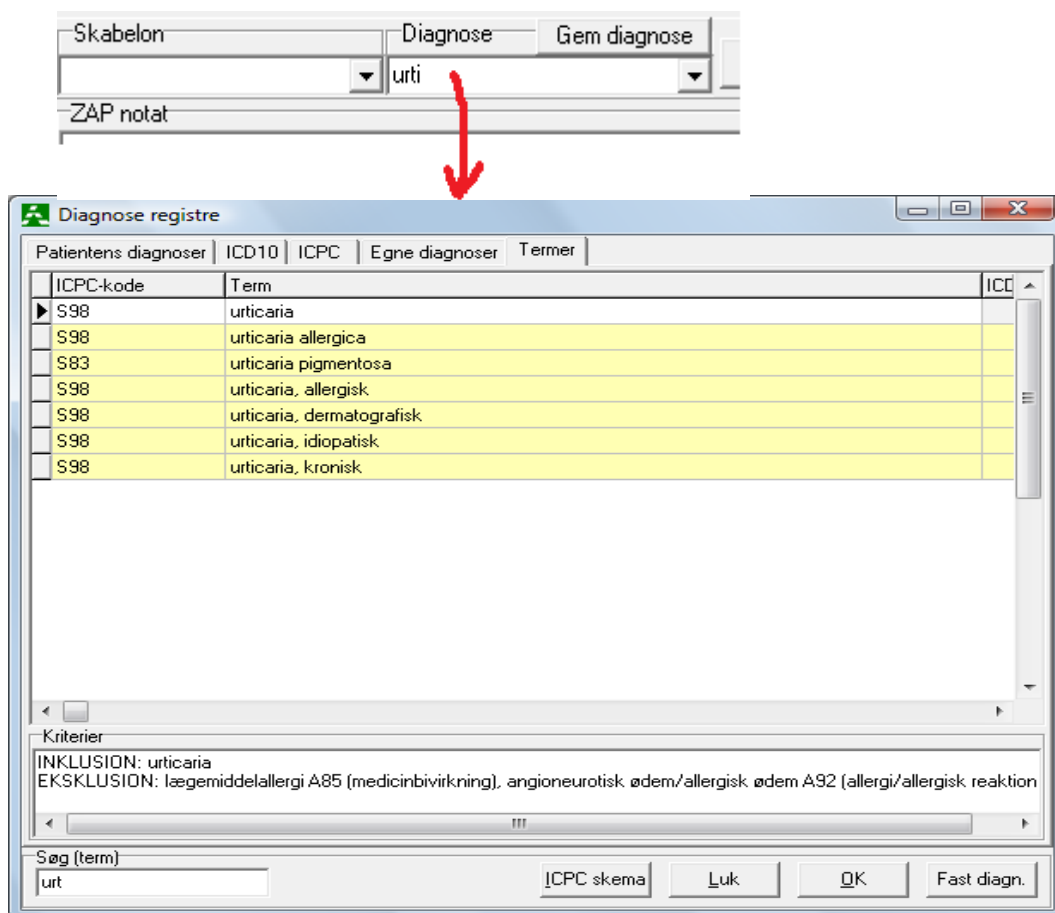 Skabelon Diagnose Gem diagnose
urti
ZAP notat
Diagnose registre
Patientens diagnoser ICD10 ICPC Egne diagnoser Termer
ICPC-kode Term ICD
S98 urticaria
S98 urticaria allergica
S83 urticaria pigmentosa
S98 urticaria, allergisk
S98 urticaria, dermatografisk
S98 urticaria, idiopatisk
S98 urticaria, kronisk
Kriterier
INKLUSION: urticaria
EKSKLUSION: lægemiddelallergi A85 (medicinbivirkning), angioneurotisk ødem/allergisk ødem A92 (allergi/allergisk reaktion
Søg (term)
urt
ICPC skema Luk OK Fast diagn.